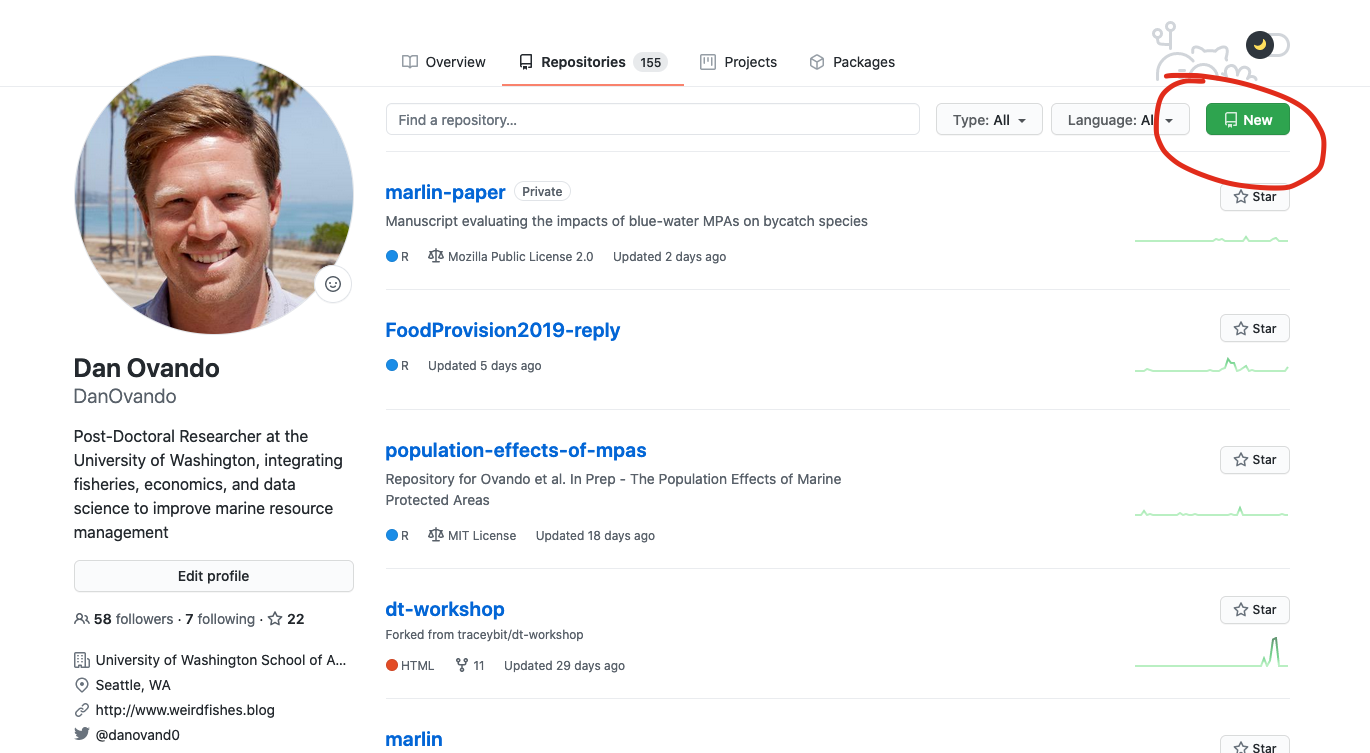 Overview Repositories 155 Projects Packages
Find a repository... Type: All Language: All New
marlin-paper Private
Star
Manuscript evaluating the impacts of blue-water MPAs on bycatch species
R Mozilla Public License 2.0 Updated 2 days ago
FoodProvision2019-reply
Star
R Updated 5 days ago
population-effects-of-mpas
Star
Repository for Ovando et al. In Prep - The Population Effects of Marine
Protected Areas
R MIT License Updated 18 days ago
dt-workshop
Star
Forked from traceybit/dt-workshop
HTML 11 Updated 29 days ago
marlin
Star
Dan Ovando
DanOvando
Post-Doctoral Researcher at the
University of Washington, integrating
fisheries, economics, and data
science to improve marine resource
management
Edit profile
58 followers · 7 following · 22
University of Washington School of A...
Seattle, WA
http://www.weirdfishes.blog
@danovand0